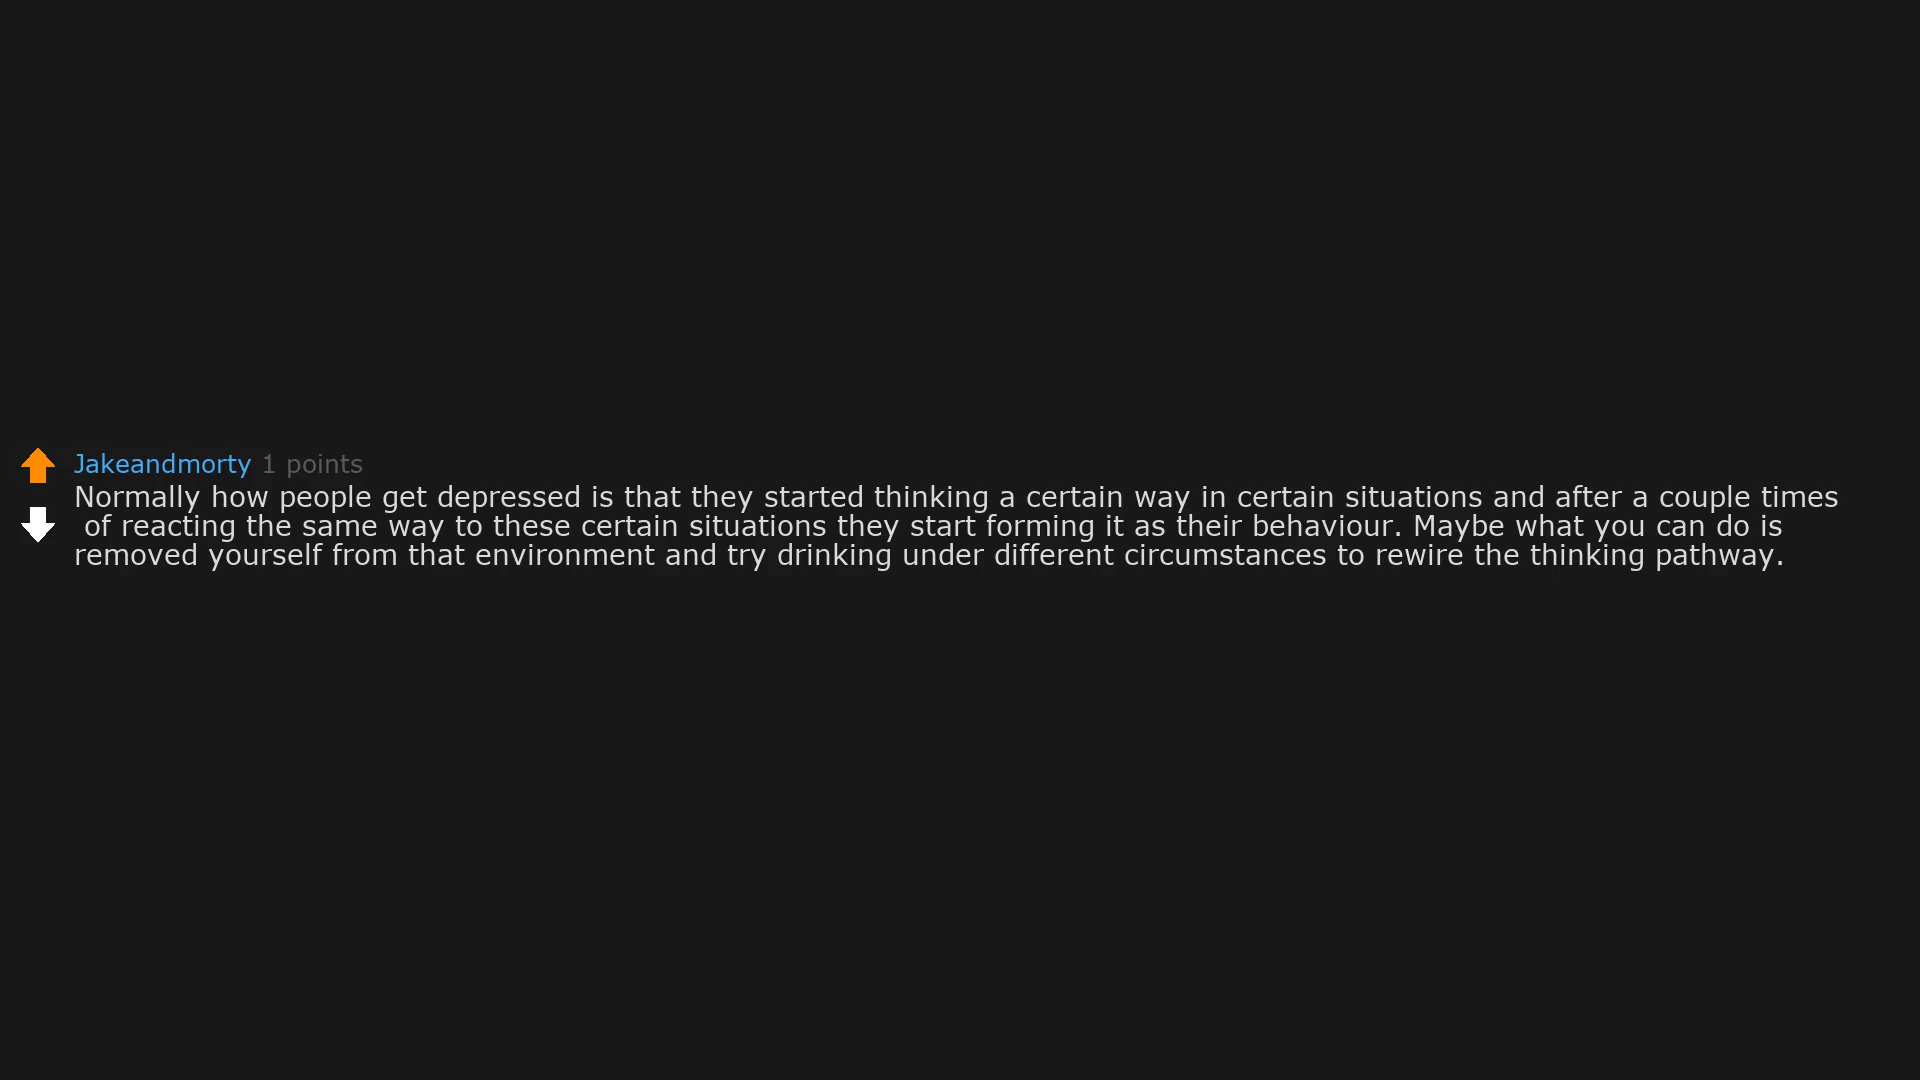 Jakeandmorty 1 points
Normally how people get depressed is that they started thinking a certain way in certain situations and after a couple times
of reacting the same way to these certain situations they start forming it as their behaviour. Maybe what you can do is
removed yourself from that environment and try drinking under different circumstances to rewire the thinking pathway.